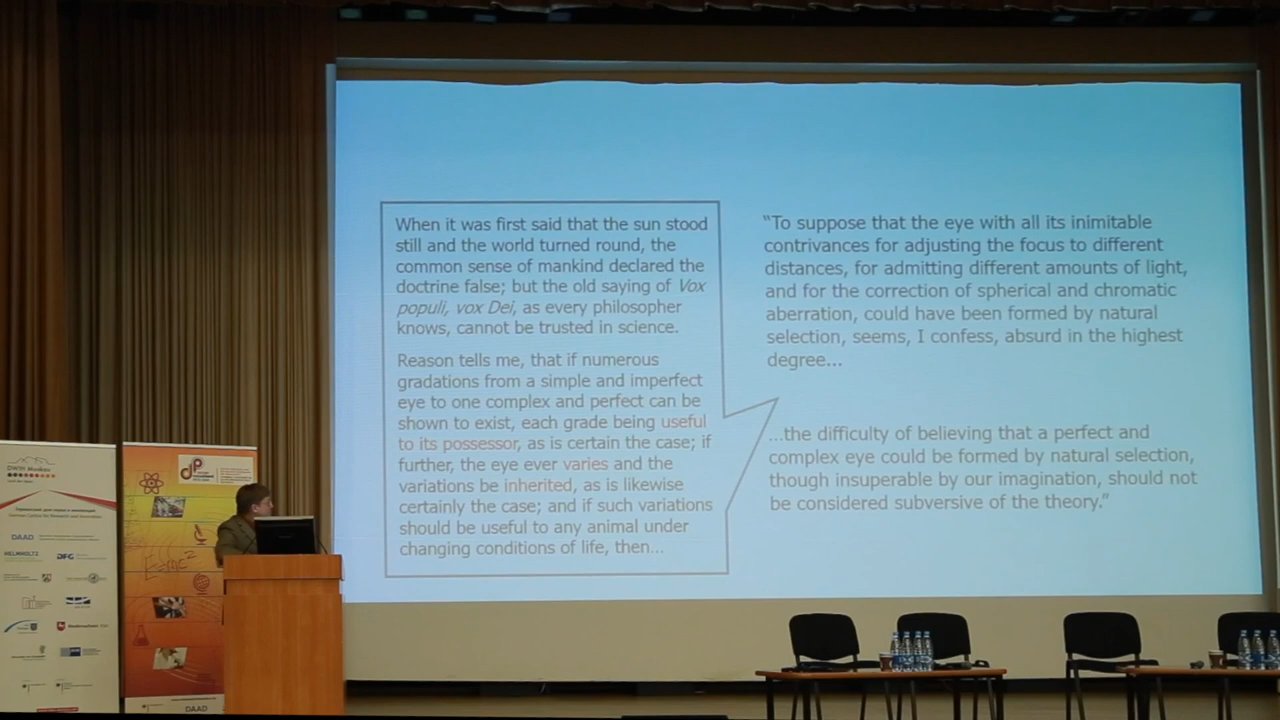 When it was first said that the sun stood
still and the world turned round, the
common sense of mankind declared the
doctrine false; but the old saying of Vox
populi, vox Dei, as every philosopher
knows, cannot be trusted in science.
Reason tells me, that if numerous
gradations from a simple and imperfect
eye to one complex and perfect can be
shown to exist, each grade being useful
to its possessor, as is certain the case; if
further, the eye ever varies and the
variations be inherited, as is likewise
certainly the case; and if such variations
should be useful to any animal under
changing conditions of life, then...
“To suppose that the eye with all its inimitable
contrivances for adjusting the focus to different
distances, for admitting different amounts of light,
and for the correction of spherical and chromatic
aberration, could have been formed by natural
selection, seems, I confess, absurd in the highest
degree...
...the difficulty of believing that a perfect and
complex eye could be formed by natural selection,
though insuperable by our imagination, should not
be considered subversive of the theory.”
DWIH Moskau
DAAD
HELMHOLTZ
DFG
E=mc²
DAAD